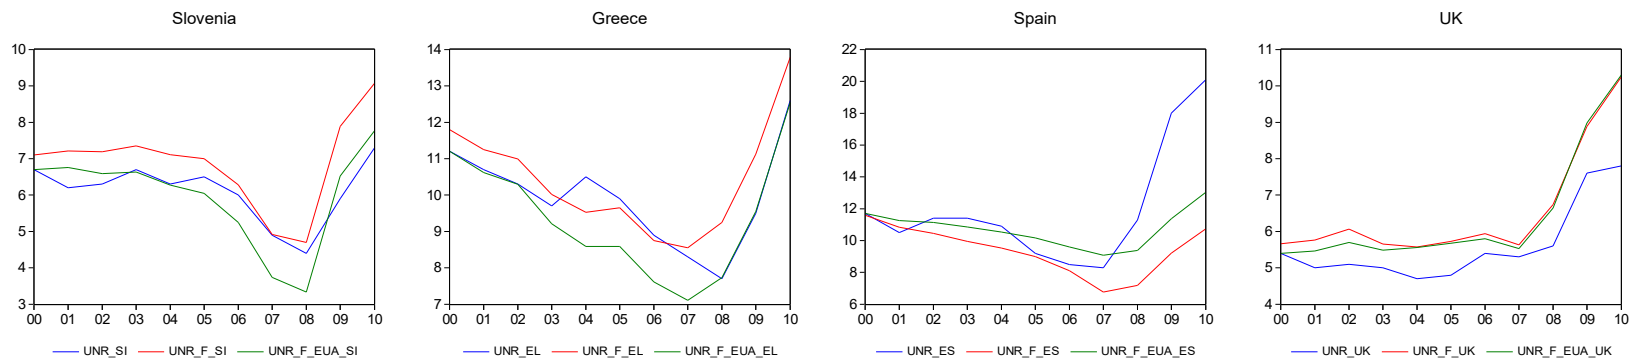 Slovenia
10
9
8
7
6
5
4
3
00 01 02 03 04 05 06 07 08 09 10
UNR_SI UNR_F_SI UNR_F_EUA_SI
Greece
14
13
12
11
10
9
8
7
00 01 02 03 04 05 06 07 08 09 10
UNR_EL UNR_F_EL UNR_F_EUA_EL
Spain
22
20
18
16
14
12
10
8
6
00 01 02 03 04 05 06 07 08 09 10
UNR_ES UNR_F_ES UNR_F_EUA_ES
UK
11
10
9
8
7
6
5
4
00 01 02 03 04 05 06 07 08 09 10
UNR_UK UNR_F_UK UNR_F_EUA_UK